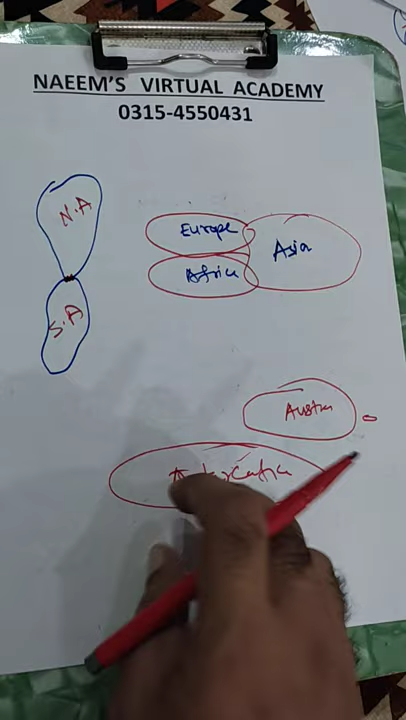 NAEEM'S VIRTUAL ACADEMY
0315-4550431
N.A
Europe
Asia
Africa
S.A
Austra